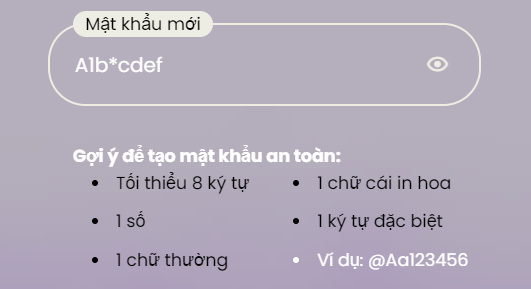 Mật khẩu mới
A1b*cdef
Gợi ý để tạo mật khẩu an toàn:
Tối thiểu 8 ký tự
1 chữ cái in hoa
1 số
1 ký tự đặc biệt
1 chữ thường
Ví dụ: @Aa123456